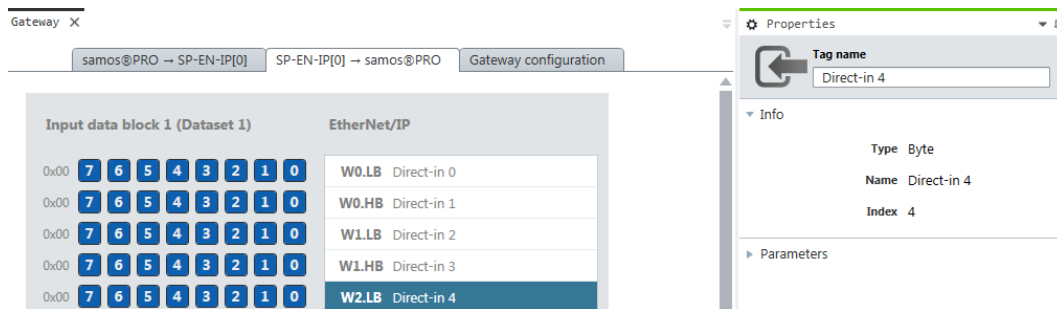 Gateway
samos®PRO → SP-EN-IP[0] SP-EN-IP[0] → samos®PRO Gateway configuration
Input data block 1 (Dataset 1) EtherNet/IP
0x00 7 6 5 4 3 2 1 0 W0.LB Direct-in 0
0x00 7 6 5 4 3 2 1 0 W0.HB Direct-in 1
0x00 7 6 5 4 3 2 1 0 W1.LB Direct-in 2
0x00 7 6 5 4 3 2 1 0 W1.HB Direct-in 3
0x00 7 6 5 4 3 2 1 0 W2.LB Direct-in 4
Properties
Tag name
Direct-in 4
Info
Type Byte
Name Direct-in 4
Index 4
Parameters